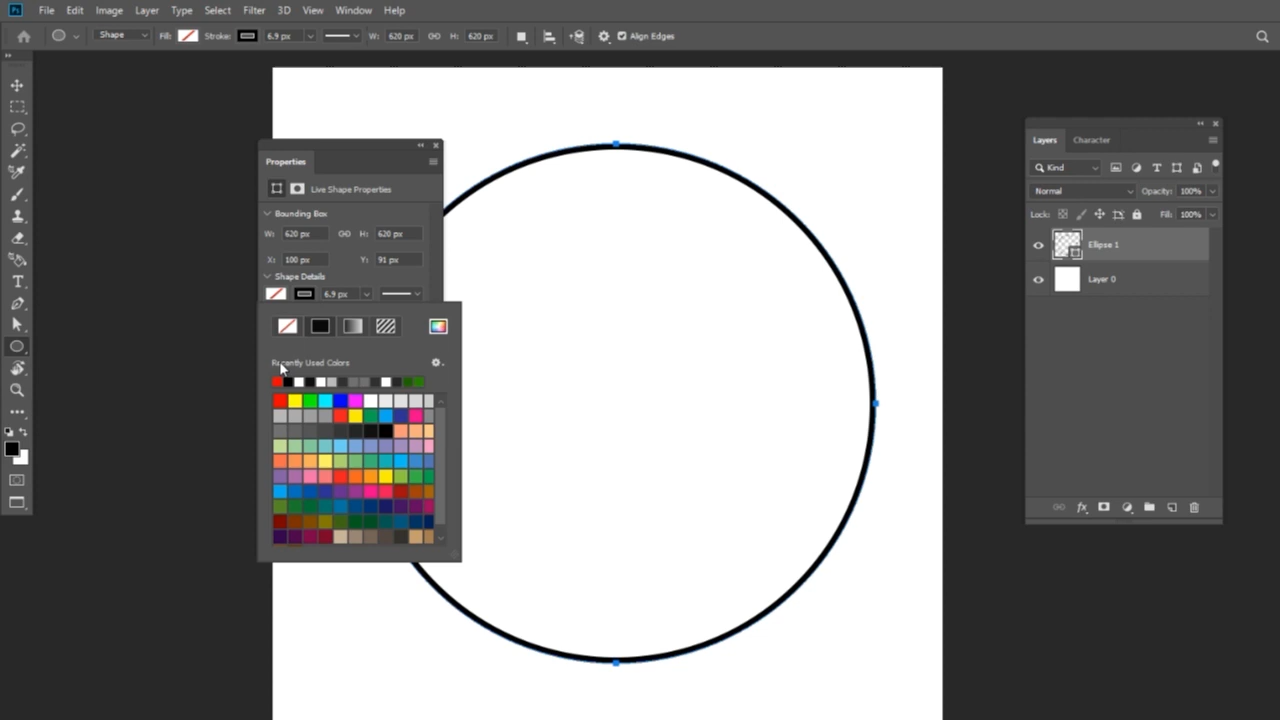 Ps File Edit Image Layer Type Select Filter 3D View Window Help
Shape Fill: Stroke: 6.9 px W: 620 px H: 620 px Align Edges
Properties
Live Shape Properties
Bounding Box
W: 620 px H: 620 px
X: 100 px Y: 91 px
Shape Details
6.9 px
Recently Used Colors
Layers Character
Kind
Normal Opacity: 100%
Lock: Fill: 100%
Ellipse 1
Layer 0